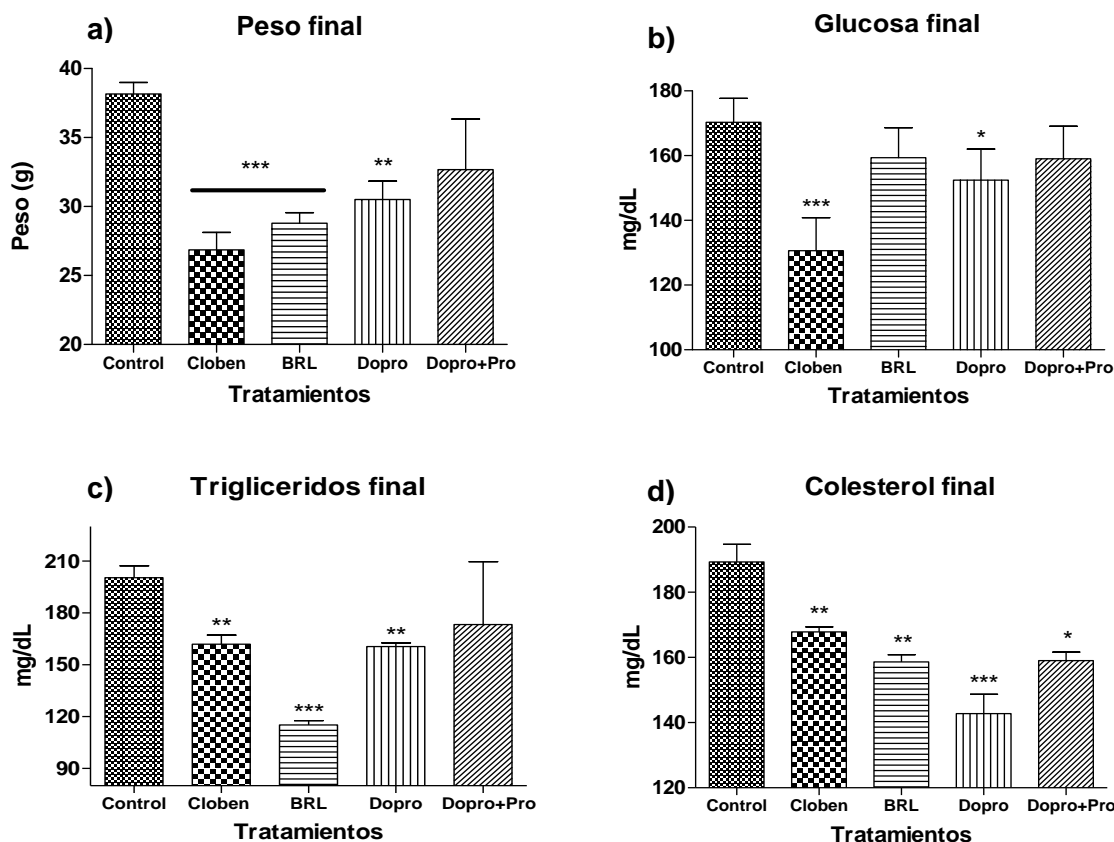 a)
Peso final
40
35
30
25
20
Peso (g)
***
**
Control Cloben BRL Dopro Dopro+Pro
Tratamientos
b)
Glucosa final
180
160
140
120
100
mg/dL
***
*
Control Cloben BRL Dopro Dopro+Pro
Tratamientos
c)
Trigliceridos final
210
180
150
120
90
mg/dL
**
***
**
Control Cloben BRL Dopro Dopro+Pro
Tratamientos
d)
Colesterol final
200
180
160
140
120
mg/dL
**
**
***
*
Control Cloben BRL Dopro Dopro+Pro
Tratamientos